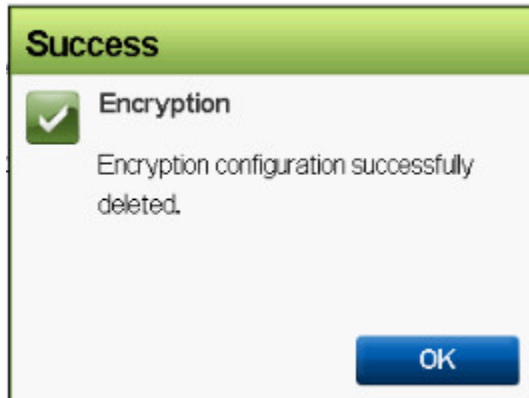 Success
Encryption
Encryption configuration successfully
deleted.
OK